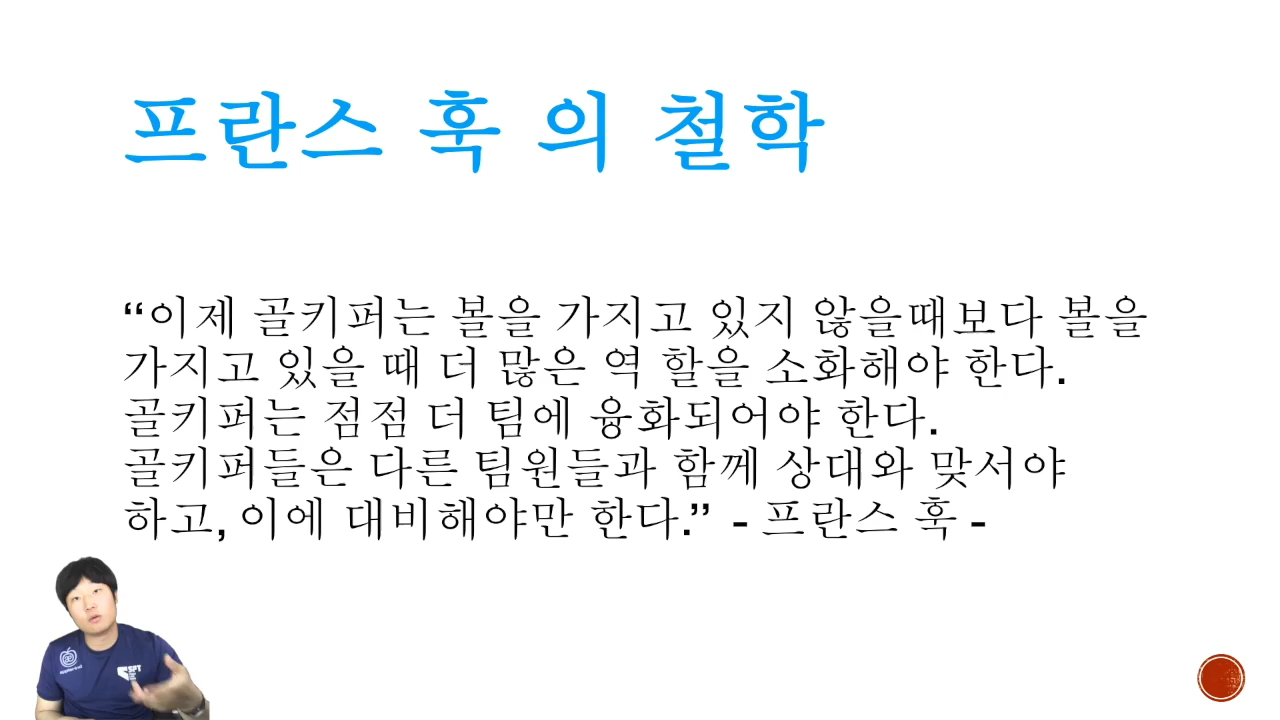 프란스 훅 의 철학
“이제 골키퍼는 볼을 가지고 있지 않을때보다 볼을
가지고 있을 때 더 많은 역 할을 소화해야 한다.
골키퍼는 점점 더 팀에 융화되어야 한다.
골키퍼들은 다른 팀원들과 함께 상대와 맞서야
하고, 이에 대비해야만 한다.” - 프란스 훅 -
SPT